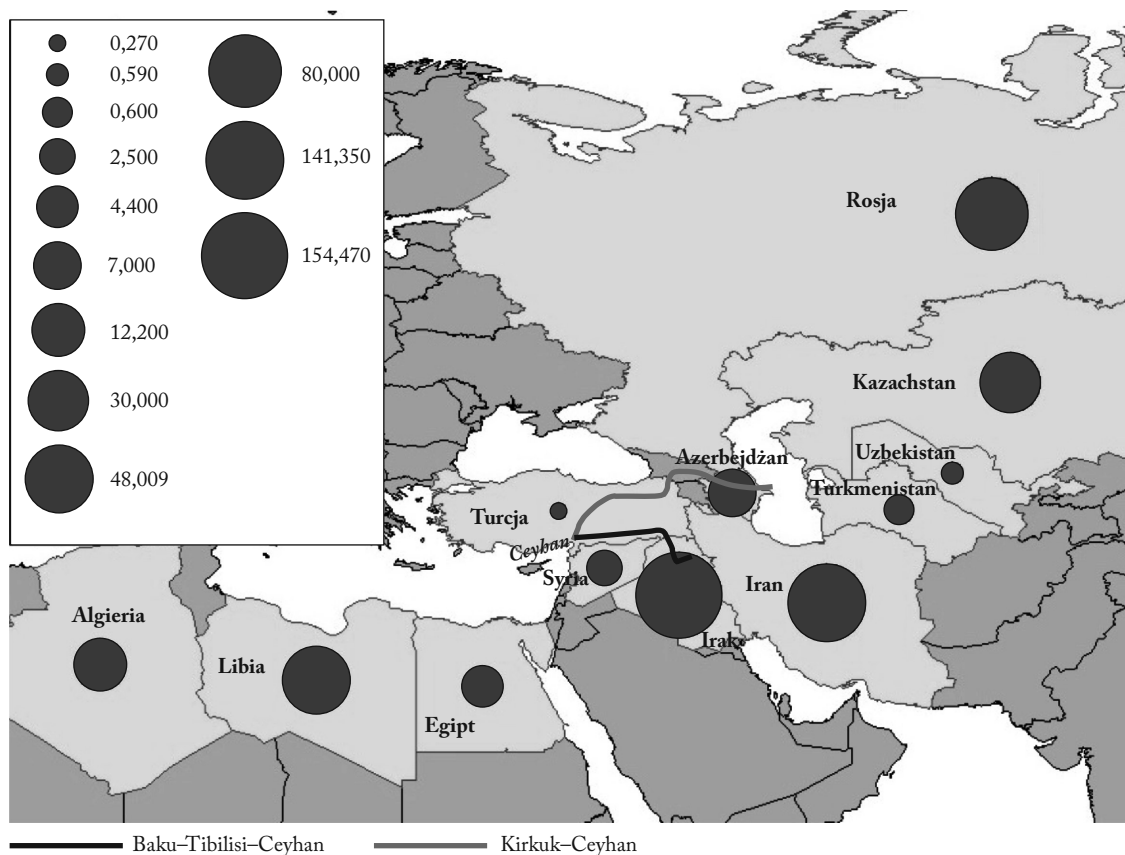 0,270
0,590
0,600
2,500
4,400
7,000
12,200
30,000
48,009
80,000
141,350
154,470
Rosja
Kazachstan
Uzbekistan
Azerbejdżan
Turkmenistan
Turcja
Ceyhan
Syria
Iran
Irak
Algieria
Libia
Egipt
Baku–Tibilisi–Ceyhan
Kirkuk–Ceyhan